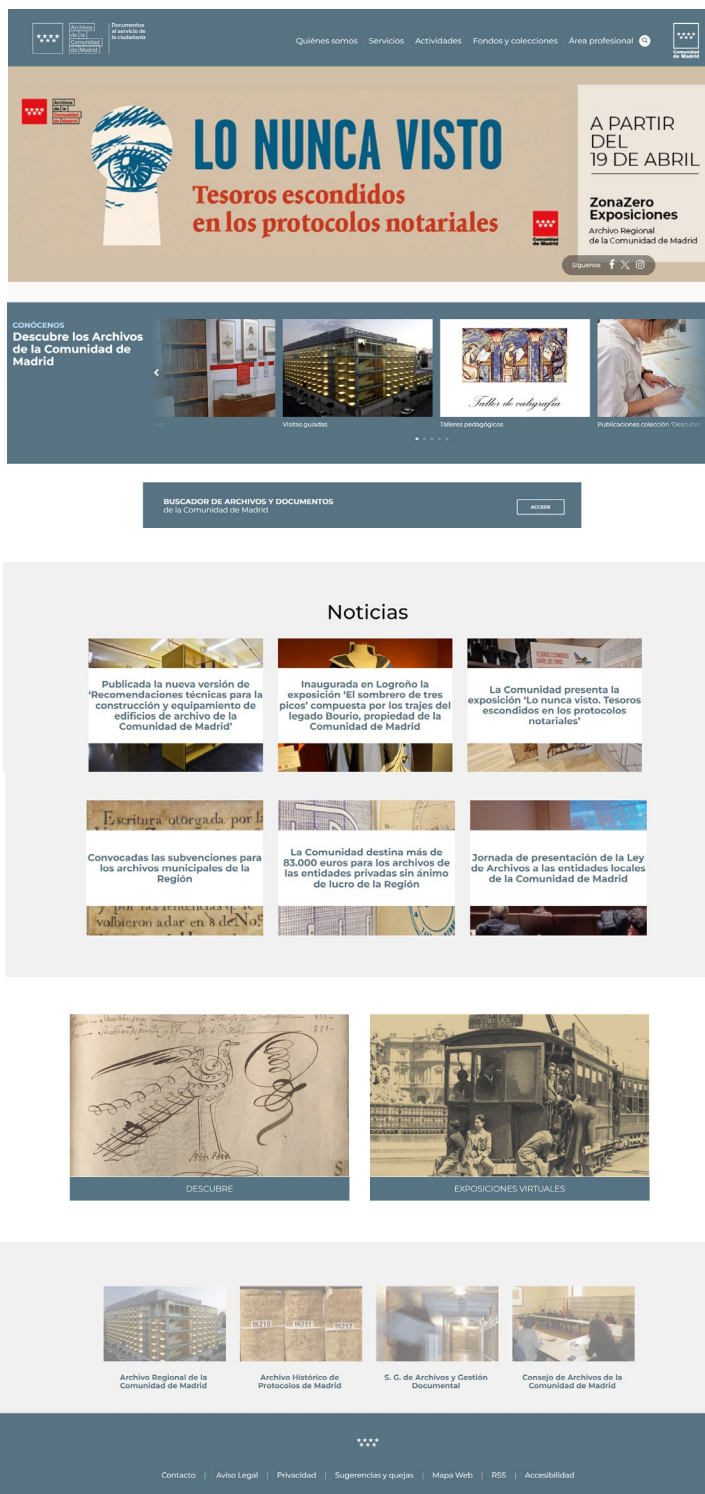 Archivos
de la
Comunidad
de Madrid
Documentos
al servicio de
la ciudadanía
Quiénes somos Servicios Actividades Fondos y colecciones Área profesional
Comunidad
de Madrid
Archivos
de la
Comunidad
de Madrid
LO NUNCA VISTO
Tesoros escondidos
en los protocolos notariales
Comunidad
de Madrid
A PARTIR
DEL
19 DE ABRIL
ZonaZero
Exposiciones
Archivo Regional
de la Comunidad de Madrid
Síguenos
CONÓCENOS
Descubre los Archivos
de la Comunidad de
Madrid
Taller de caligrafía
Visitas guiadas
Talleres pedagógicos
Publicaciones colección 'Descubre
BUSCADOR DE ARCHIVOS Y DOCUMENTOS
de la Comunidad de Madrid
ACCEDE
Noticias
Publicada la nueva versión de
‘Recomendaciones técnicas para la
construcción y equipamiento de
edificios de archivo de la
Comunidad de Madrid’
Inaugurada en Logroño la
exposición ‘El sombrero de tres
picos’ compuesta por los trajes del
legado Bourio, propiedad de la
Comunidad de Madrid
TESOROS ESCONDIDOS
La Comunidad presenta la
exposición ‘Lo nunca visto. Tesoros
escondidos en los protocolos
notariales’
Escritura otorgada por la
Convocadas las subvenciones para
los archivos municipales de la
Región
volbieron adar en 8 de No
La Comunidad destina más de
83.000 euros para los archivos de
las entidades privadas sin ánimo
de lucro de la Región
Jornada de presentación de la Ley
de Archivos a las entidades locales
de la Comunidad de Madrid
DESCUBRE
EXPOSICIONES VIRTUALES
15210 15211 15212
Archivo Regional de la
Comunidad de Madrid
Archivo Histórico de
Protocolos de Madrid
S. G. de Archivos y Gestión
Documental
Consejo de Archivos de la
Comunidad de Madrid
Contacto | Aviso Legal | Privacidad | Sugerencias y quejas | Mapa Web | RSS | Accesibilidad